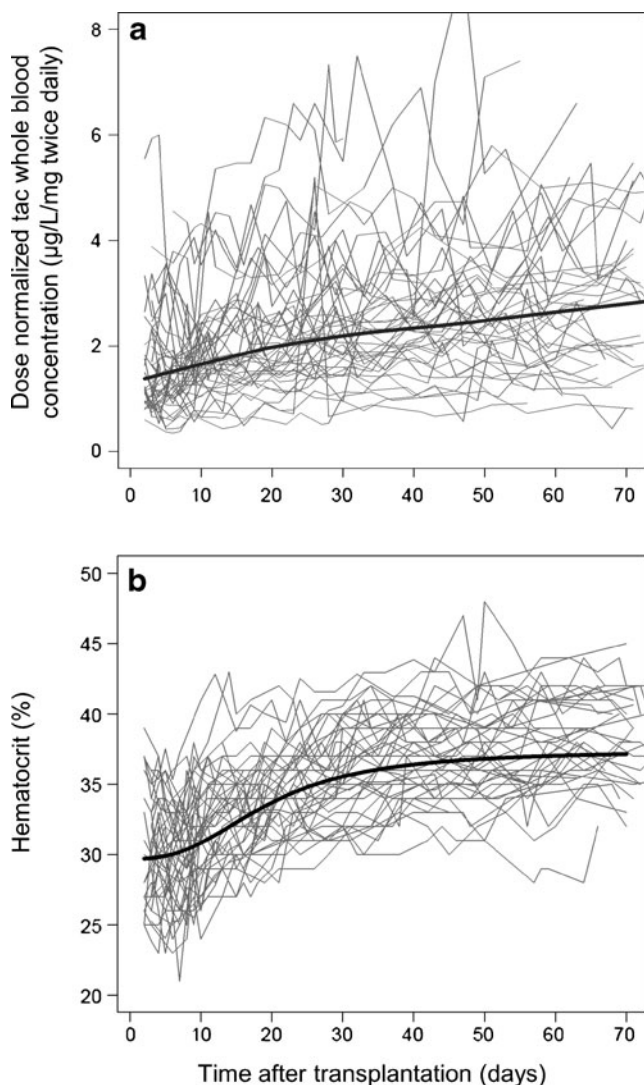 a
Dose normalized tac whole blood
concentration (µg/L/mg twice daily)
8
6
4
2
0
0 10 20 30 40 50 60 70
b
Hematocrit (%)
50
45
40
35
30
25
20
0 10 20 30 40 50 60 70
Time after transplantation (days)